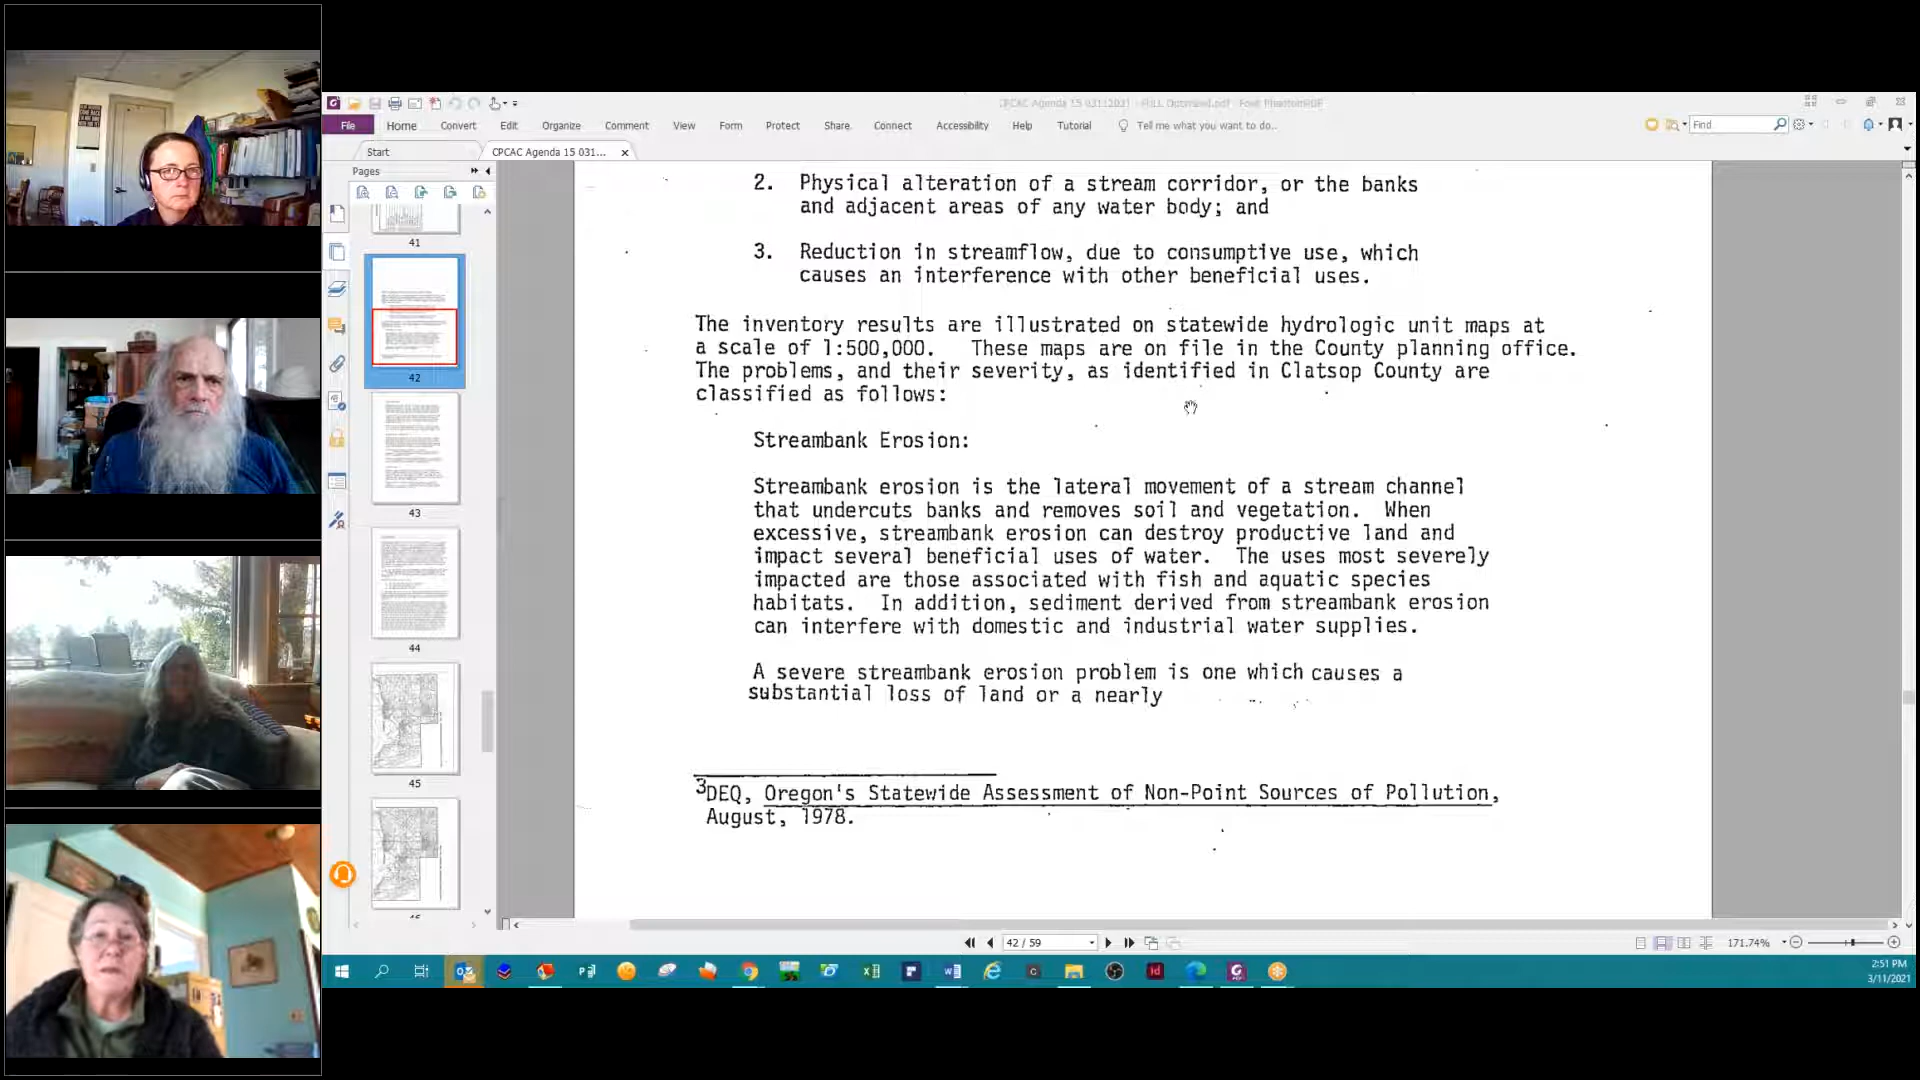 CPCAC Agenda 15 03112021 - FULL Optimized.pdf - Foxit PhantomPDF
File Home Convert Edit Organize Comment View Form Protect Share Connect Accessibility Help Tutorial Tell me what you want to do.. Find
Start CPCAC Agenda 15 031...
Pages
41
42
43
44
45
2. Physical alteration of a stream corridor, or the banks
and adjacent areas of any water body; and
3. Reduction in streamflow, due to consumptive use, which
causes an interference with other beneficial uses.
The inventory results are illustrated on statewide hydrologic unit maps at
a scale of 1:500,000. These maps are on file in the County planning office.
The problems, and their severity, as identified in Clatsop County are
classified as follows:
Streambank Erosion:
Streambank erosion is the lateral movement of a stream channel
that undercuts banks and removes soil and vegetation. When
excessive, streambank erosion can destroy productive land and
impact several beneficial uses of water. The uses most severely
impacted are those associated with fish and aquatic species
habitats. In addition, sediment derived from streambank erosion
can interfere with domestic and industrial water supplies.
A severe streambank erosion problem is one which causes a
substantial loss of land or a nearly
3DEQ, Oregon's Statewide Assessment of Non-Point Sources of Pollution,
August, 1978.
42 / 59
171.74%
2:51 PM
3/11/2021